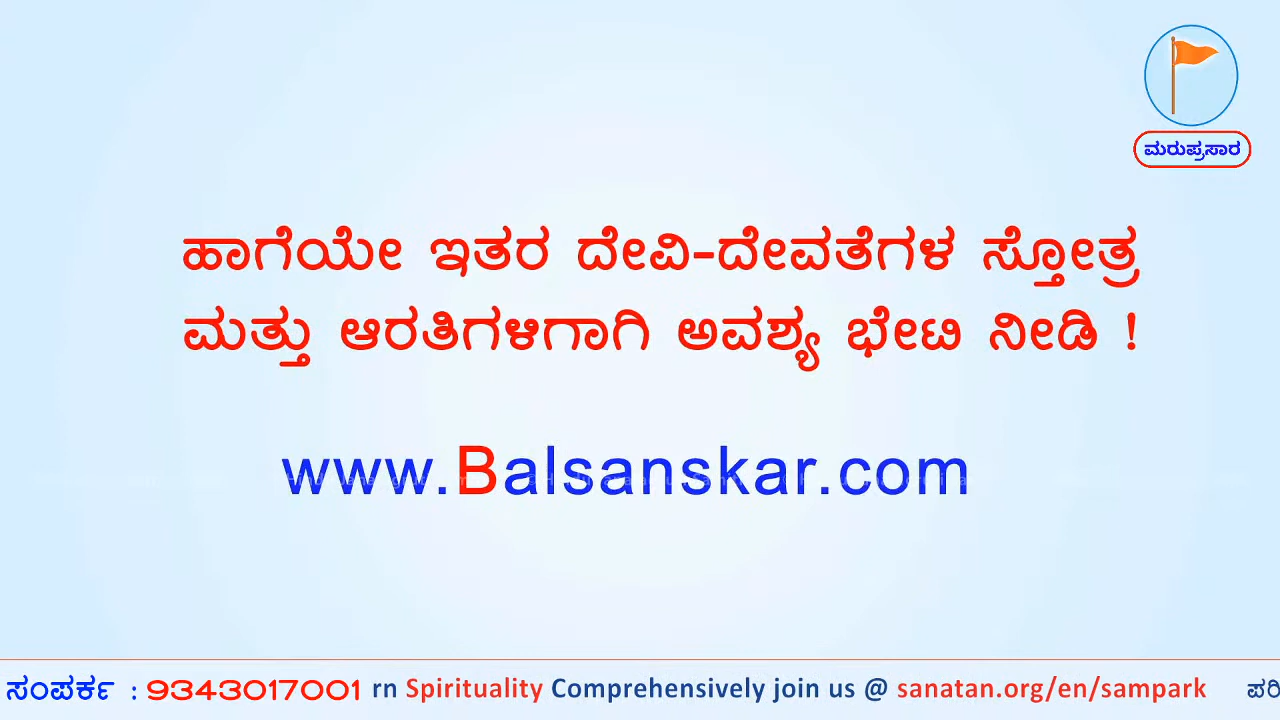 ಮರುಪ್ರಸಾರ
ಹಾಗೆಯೇ ಇತರ ದೇವಿ-ದೇವತೆಗಳ ಸ್ತೋತ್ರ
ಮತ್ತು ಆರತಿಗಳಿಗಾಗಿ ಅವಶ್ಯ ಭೇಟಿ ನೀಡಿ !
www.Balsanskar.com
ಸಂಪರ್ಕ : 9343017001 rn Spirituality Comprehensively join us @ sanatan.org/en/sampark ಪರಿ